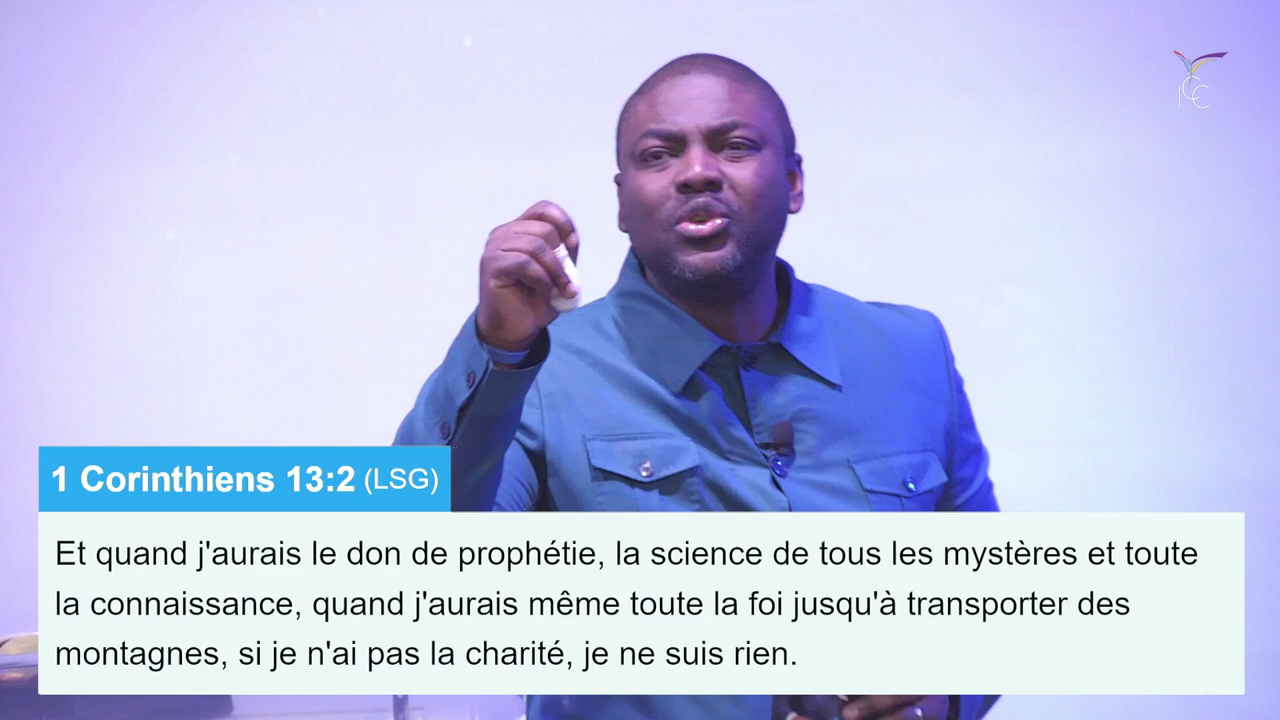 ICC
1 Corinthiens 13:2 (LSG)
Et quand j'aurais le don de prophétie, la science de tous les mystères et toute
la connaissance, quand j'aurais même toute la foi jusqu'à transporter des
montagnes, si je n'ai pas la charité, je ne suis rien.